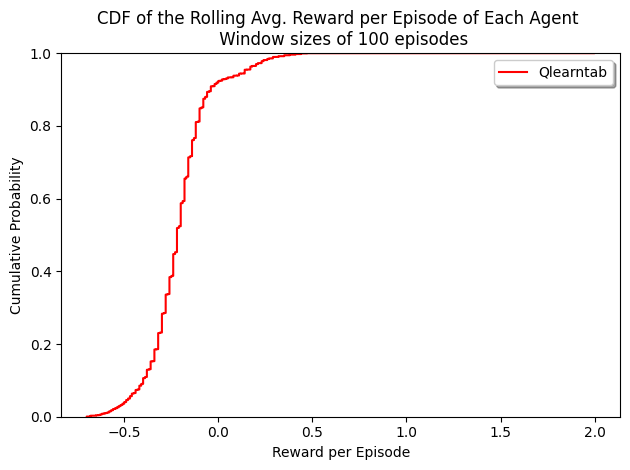 CDF of the Rolling Avg. Reward per Episode of Each Agent
Window sizes of 100 episodes
1.0
Qlearntab
0.8
0.6
Cumulative Probability
0.4
0.2
0.0
−0.5
0.0
0.5
1.0
1.5
2.0
Reward per Episode